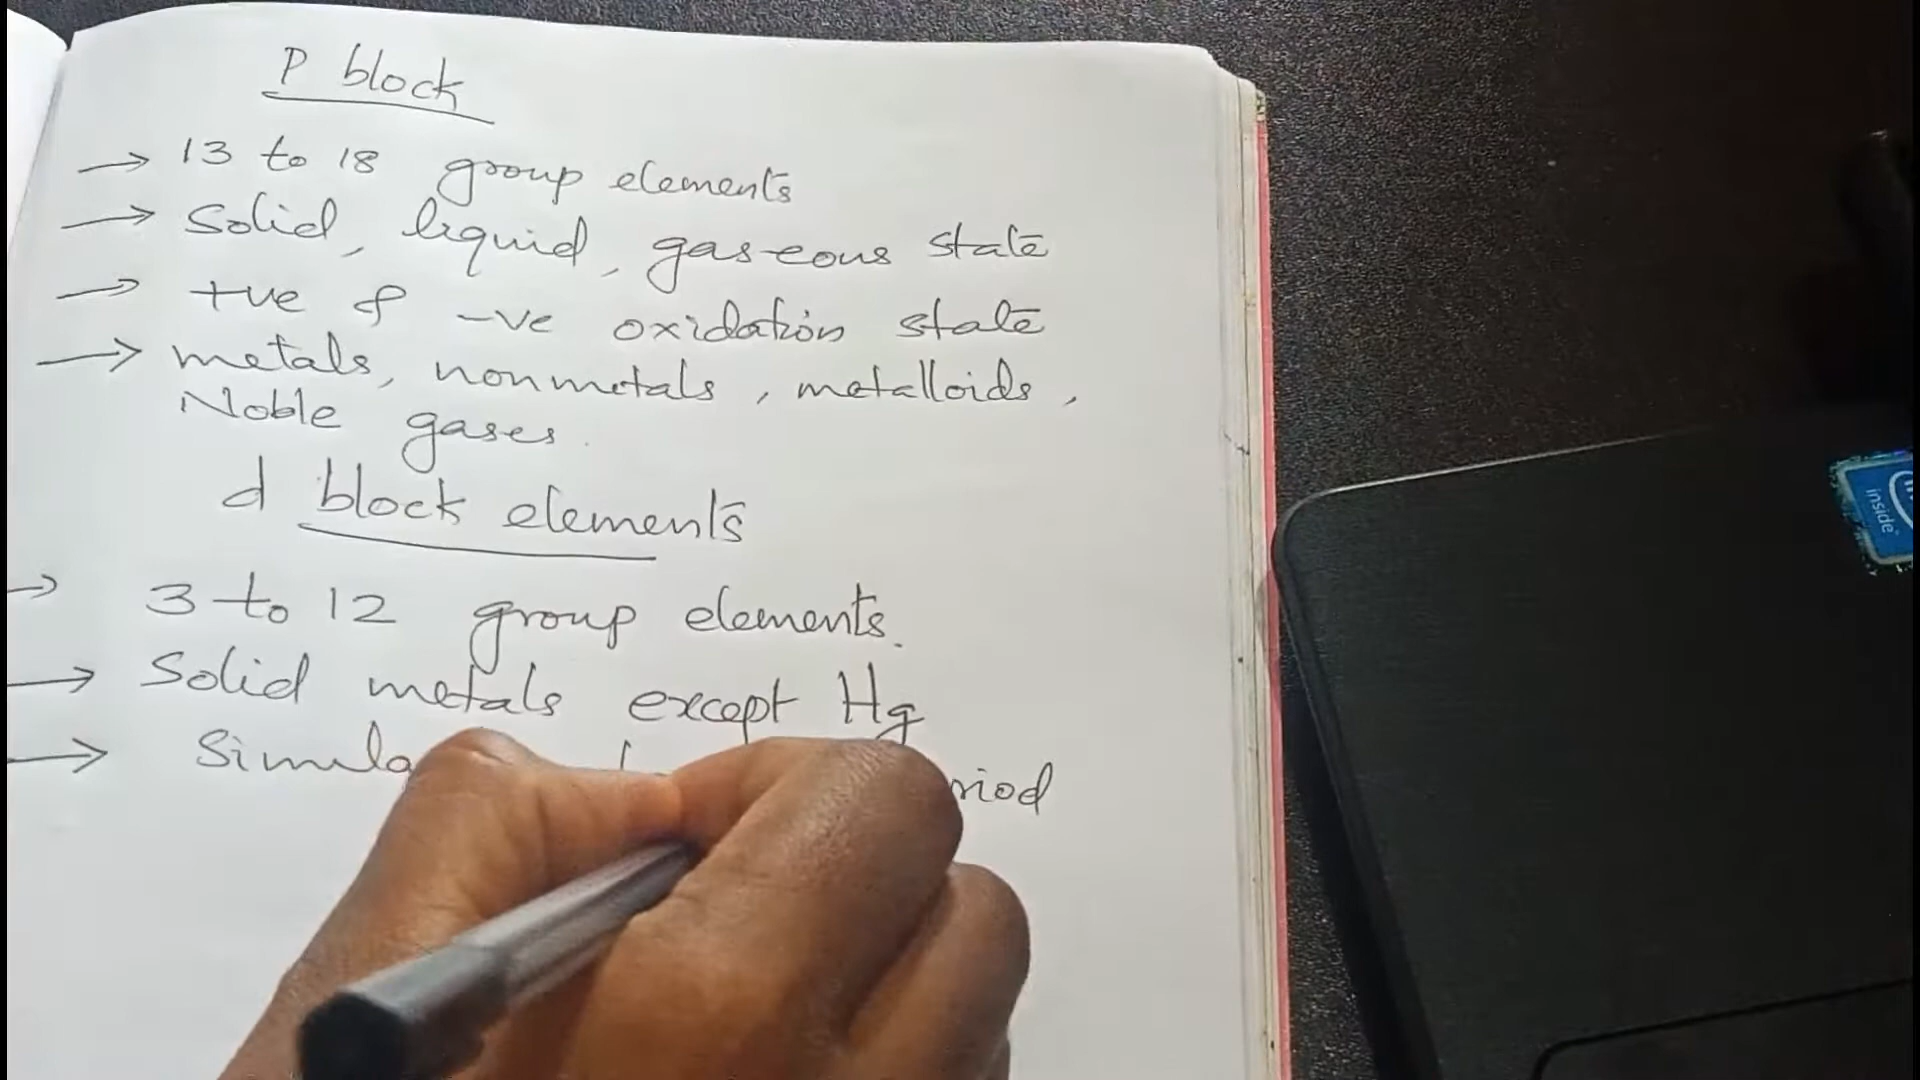 P block
→ 13 to 18 group elements
→ Solid, liquid, gaseous state
→ +ve & -ve oxidation state
→ metals, nonmetals, metalloids,
Noble gases.
d block elements
→ 3 to 12 group elements.
→ Solid metals except Hg
→
inside